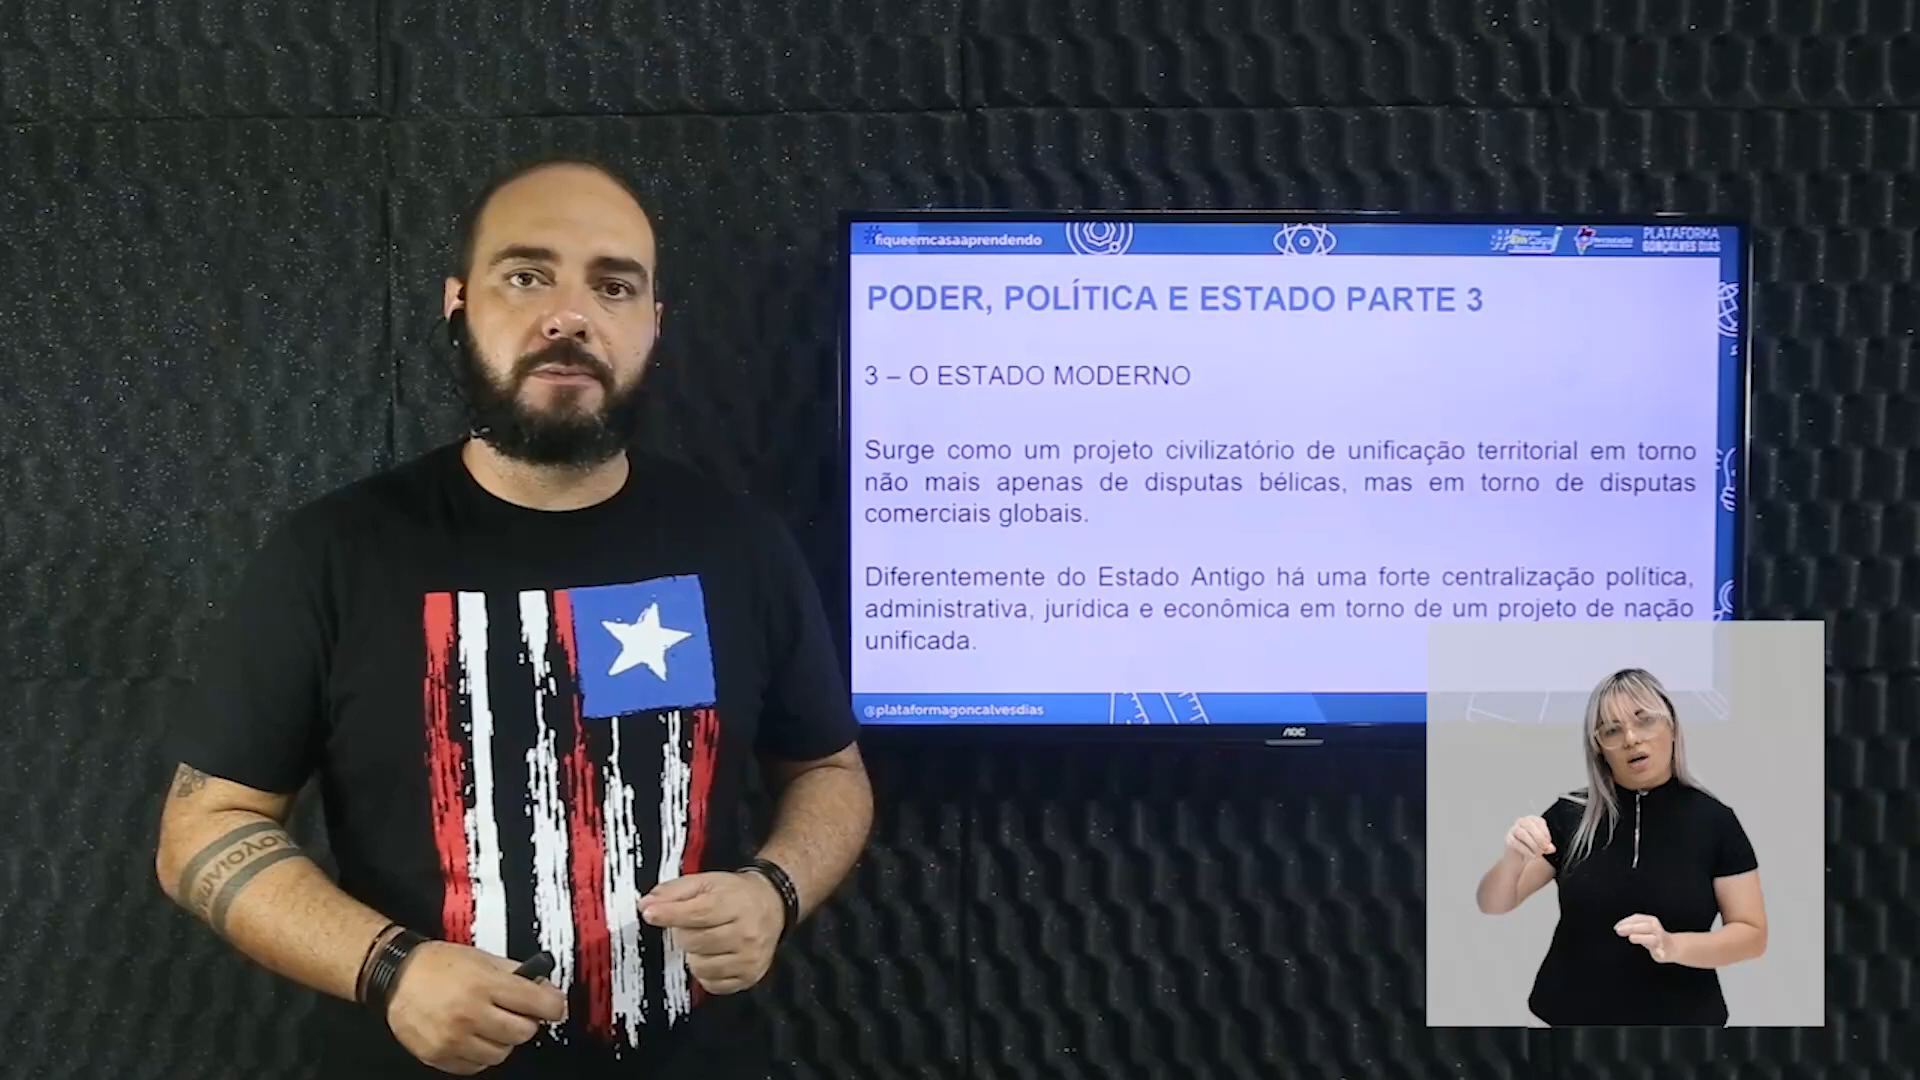 #fiqueemcasaaprendendo
PLATAFORMA
GONÇALVES DIAS
PODER, POLÍTICA E ESTADO PARTE 3
3 – O ESTADO MODERNO
Surge como um projeto civilizatório de unificação territorial em torno
não mais apenas de disputas bélicas, mas em torno de disputas
comerciais globais.
Diferentemente do Estado Antigo há uma forte centralização política,
administrativa, jurídica e econômica em torno de um projeto de nação
unificada.
@plataformagoncalvesdias
AOC